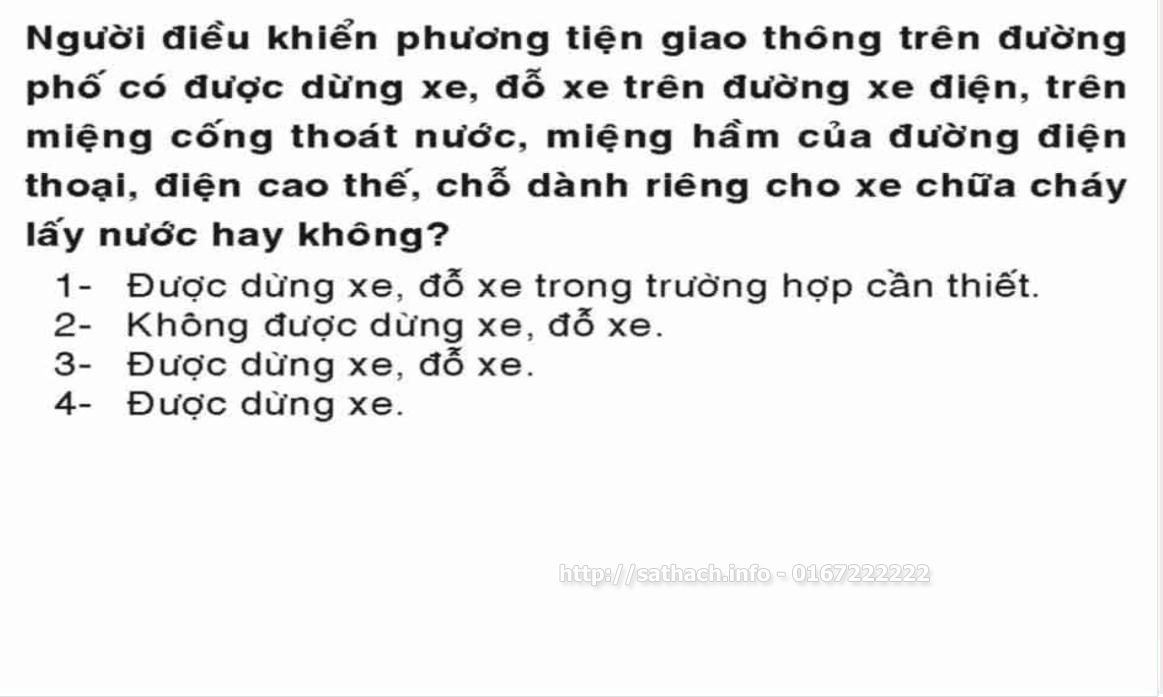 Người điều khiển phương tiện giao thông trên đường
phố có được dừng xe, đỗ xe trên đường xe điện, trên
miệng cống thoát nước, miệng hầm của đường điện
thoại, điện cao thế, chỗ dành riêng cho xe chữa cháy
lấy nước hay không?
1- Được dừng xe, đỗ xe trong trường hợp cần thiết.
2- Không được dừng xe, đỗ xe.
3- Được dừng xe, đỗ xe.
4- Được dừng xe.
http://sathach.info - 0167222222